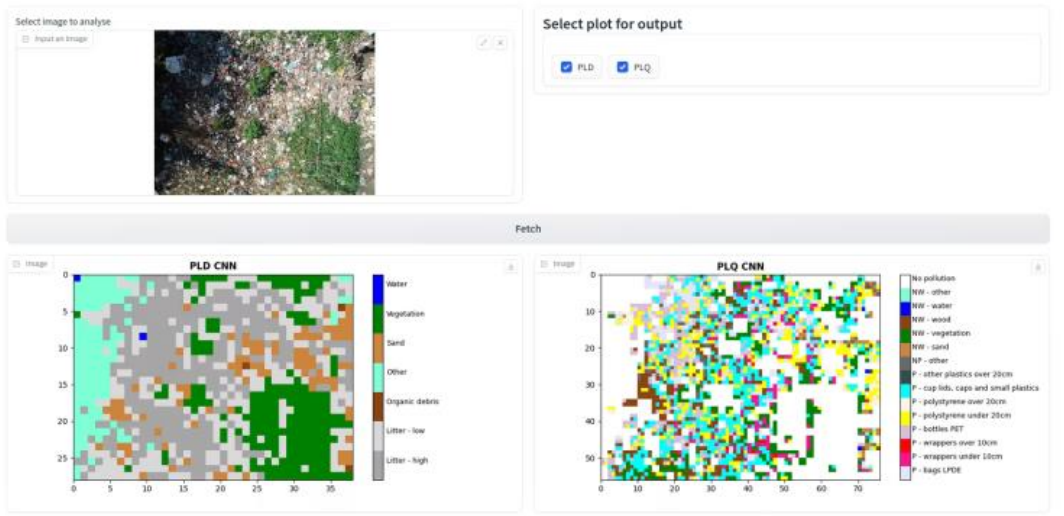 Select image to analyse
Input an Image
Select plot for output
PLD
PLQ
Fetch
Image
PLD CNN
0
5
10
15
20
25
0
5
10
15
20
25
30
35
Water
Vegetation
Sand
Other
Organic debris
Litter - low
Litter - high
Image
PLQ CNN
0
10
20
30
40
50
0
10
20
30
40
50
60
70
No pollution
NW - other
NW - water
NW - wood
NW - vegetation
NW - sand
NP - other
P - other plastics over 20cm
P - cup lids, caps and small plastics
P - polystyrene over 20cm
P - polystyrene under 20cm
P - bottles PET
P - wrappers over 10cm
P - wrappers under 10cm
P - bags LPDE